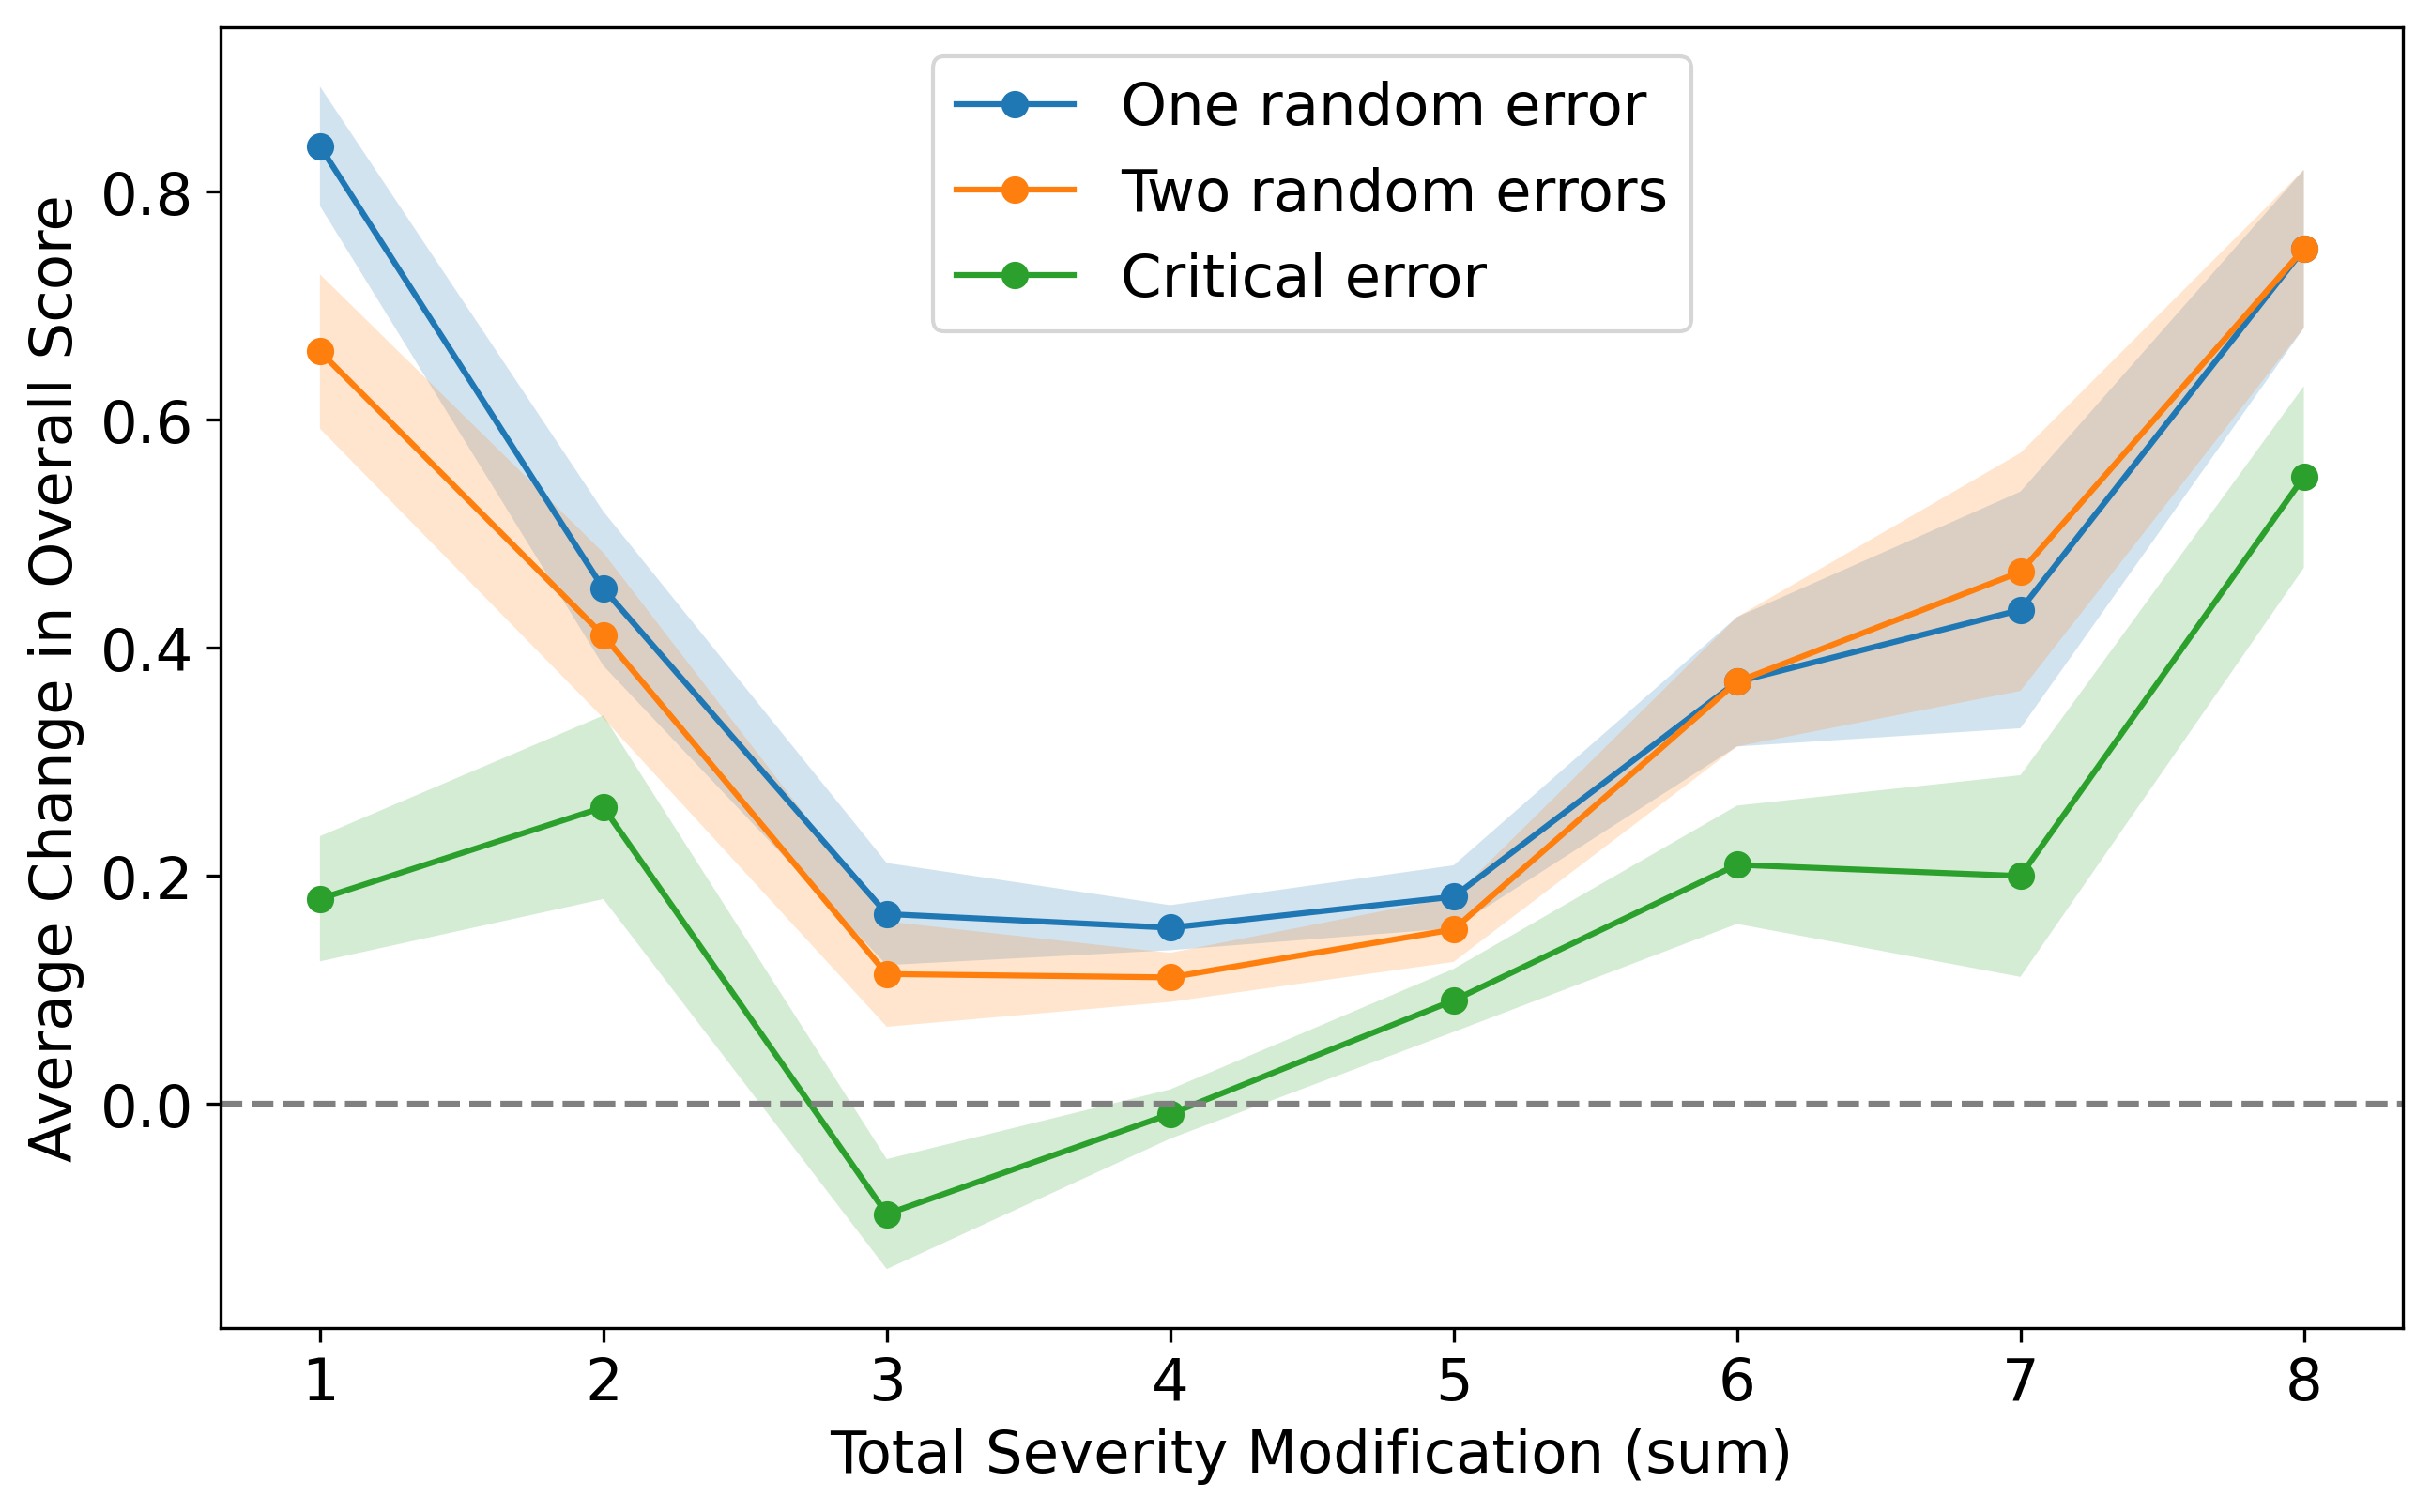 Average Change in Overall Score
0.8
0.6
0.4
0.2
0.0
One random error
Two random errors
Critical error
1 2 3 4 5 6 7 8
Total Severity Modification (sum)